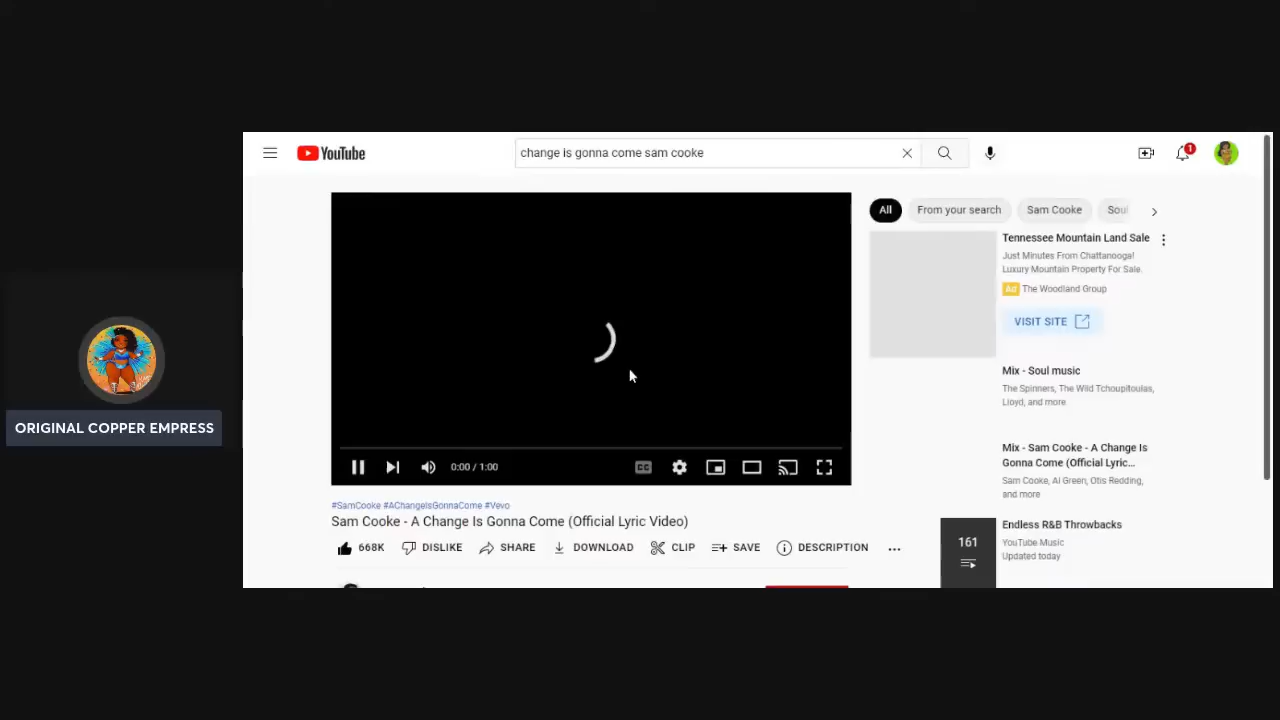 YouTube
change is gonna come sam cooke
1
All
From your search
Sam Cooke
Soul
Tennessee Mountain Land Sale
Just Minutes From Chattanooga!
Luxury Mountain Property For Sale.
Ad The Woodland Group
VISIT SITE
Mix - Soul music
The Spinners, The Wild Tchoupitoulas,
Lloyd, and more
Mix - Sam Cooke - A Change Is
Gonna Come (Official Lyric...
Sam Cooke, Al Green, Otis Redding,
and more
161
Endless R&B Throwbacks
YouTube Music
Updated today
CC
0:00 / 1:00
#SamCooke #AChangeIsGonnaCome #Vevo
Sam Cooke - A Change Is Gonna Come (Official Lyric Video)
668K
DISLIKE
SHARE
DOWNLOAD
CLIP
SAVE
DESCRIPTION
ORIGINAL COPPER EMPRESS